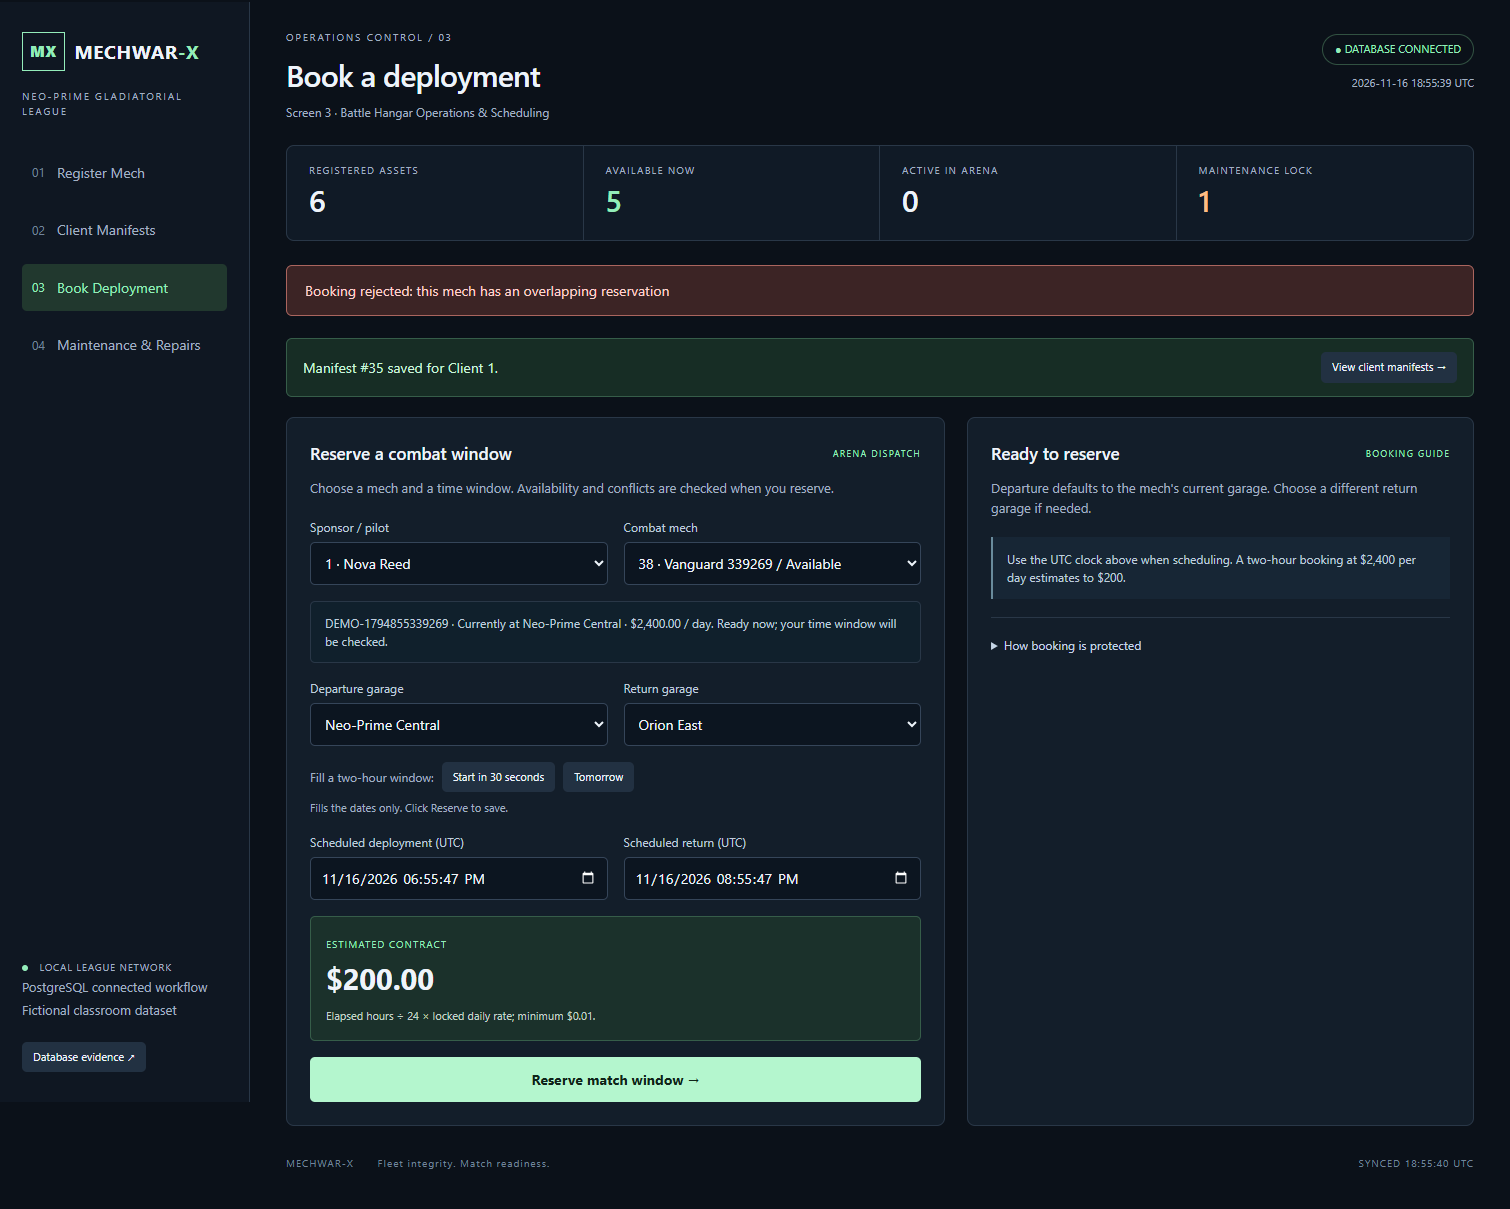 MX MECHWAR-X
NEO-PRIME GLADIATORIAL
LEAGUE
01 Register Mech
02 Client Manifests
03 Book Deployment
04 Maintenance & Repairs
LOCAL LEAGUE NETWORK
PostgreSQL connected workflow
Fictional classroom dataset
Database evidence ↗
OPERATIONS CONTROL / 03
Book a deployment
Screen 3 · Battle Hangar Operations & Scheduling
● DATABASE CONNECTED
2026-11-16 18:55:39 UTC
REGISTERED ASSETS
6
AVAILABLE NOW
5
ACTIVE IN ARENA
0
MAINTENANCE LOCK
1
Booking rejected: this mech has an overlapping reservation
Manifest #35 saved for Client 1.
View client manifests →
Reserve a combat window
ARENA DISPATCH
Choose a mech and a time window. Availability and conflicts are checked when you reserve.
Sponsor / pilot
1 · Nova Reed
Combat mech
38 · Vanguard 339269 / Available
DEMO-1794855339269 · Currently at Neo-Prime Central · $2,400.00 / day. Ready now; your time window will
be checked.
Departure garage
Neo-Prime Central
Return garage
Orion East
Fill a two-hour window: Start in 30 seconds Tomorrow
Fills the dates only. Click Reserve to save.
Scheduled deployment (UTC)
11/16/2026 06:55:47 PM
Scheduled return (UTC)
11/16/2026 08:55:47 PM
ESTIMATED CONTRACT
$200.00
Elapsed hours ÷ 24 × locked daily rate; minimum $0.01.
Reserve match window →
Ready to reserve
BOOKING GUIDE
Departure defaults to the mech's current garage. Choose a different return
garage if needed.
Use the UTC clock above when scheduling. A two-hour booking at $2,400 per
day estimates to $200.
▶ How booking is protected
MECHWAR-X Fleet integrity. Match readiness.
SYNCED 18:55:40 UTC